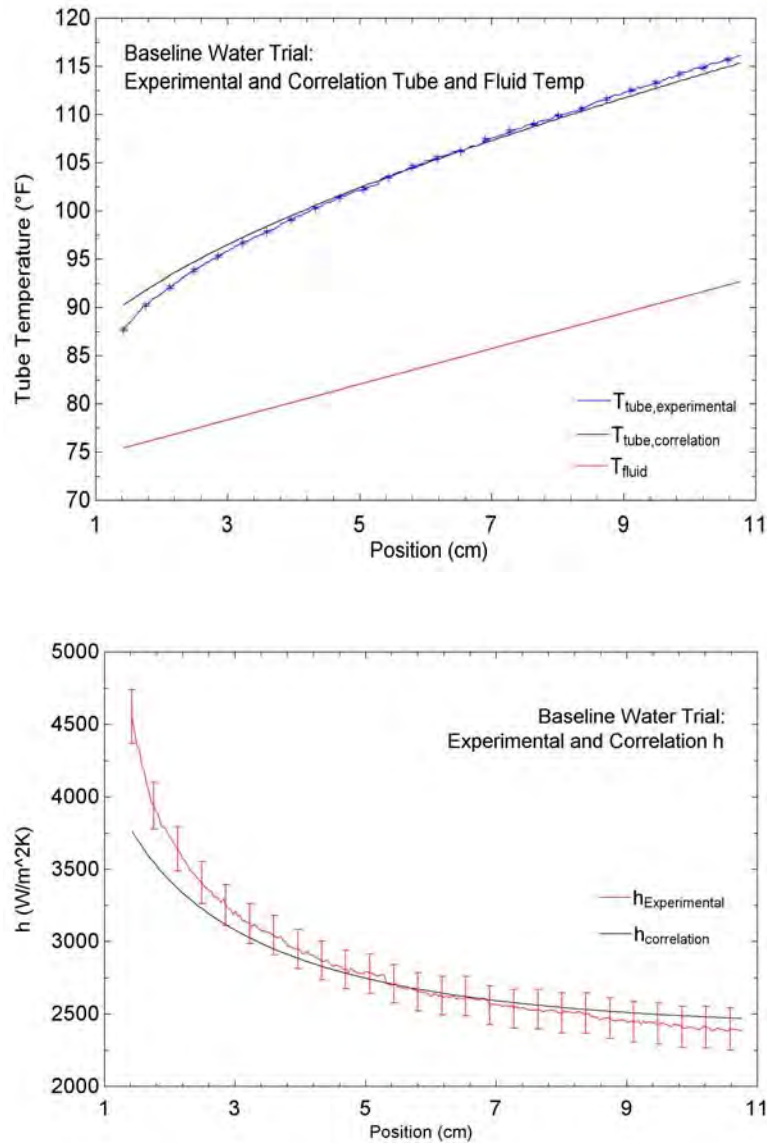 120
115
110
105
100
95
90
85
80
75
70
Tube Temperature (°F)
Baseline Water Trial:
Experimental and Correlation Tube and Fluid Temp
T_tube,experimental
T_tube,correlation
T_fluid
1 3 5 7 9 11
Position (cm)
5000
4500
4000
3500
3000
2500
2000
h (W/m^2K)
Baseline Water Trial:
Experimental and Correlation h
h_Experimental
h_correlation
1 3 5 7 9 11
Position (cm)